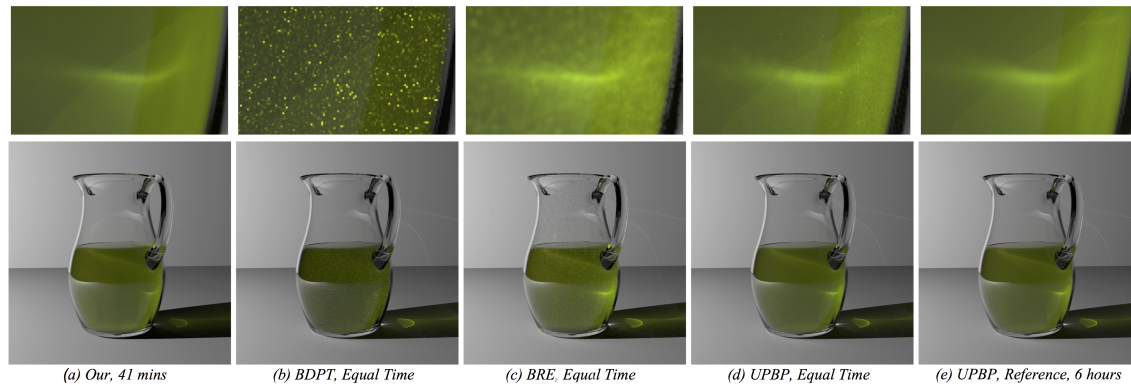 (a) Our, 41 mins
(b) BDPT, Equal Time
(c) BRE, Equal Time
(d) UPBP, Equal Time
(e) UPBP, Reference, 6 hours